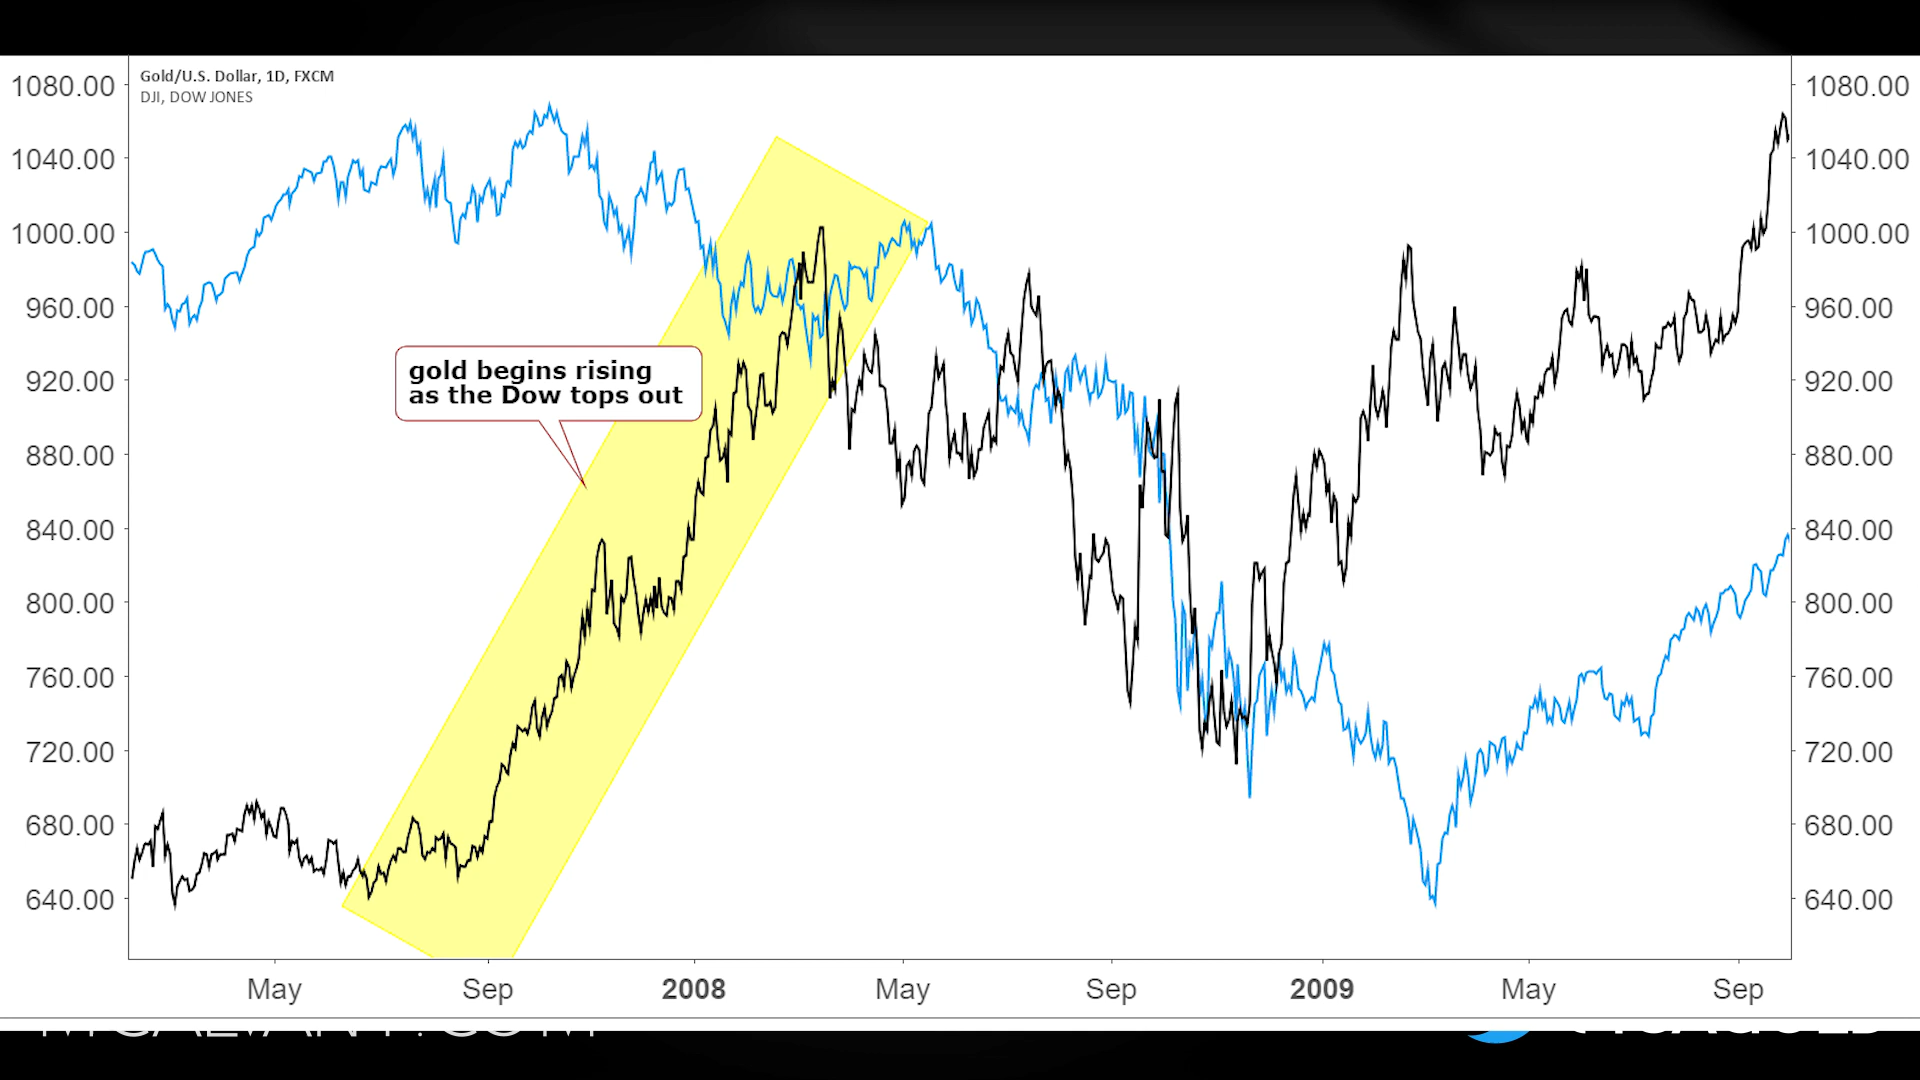 Gold/U.S. Dollar, 1D, FXCM
DJI, DOW JONES
1080.00 1080.00
1040.00 1040.00
1000.00 1000.00
960.00 960.00
gold begins rising
as the Dow tops out
920.00 920.00
880.00 880.00
840.00 840.00
800.00 800.00
760.00 760.00
720.00 720.00
680.00 680.00
640.00 640.00
May Sep 2008 May Sep 2009 May Sep